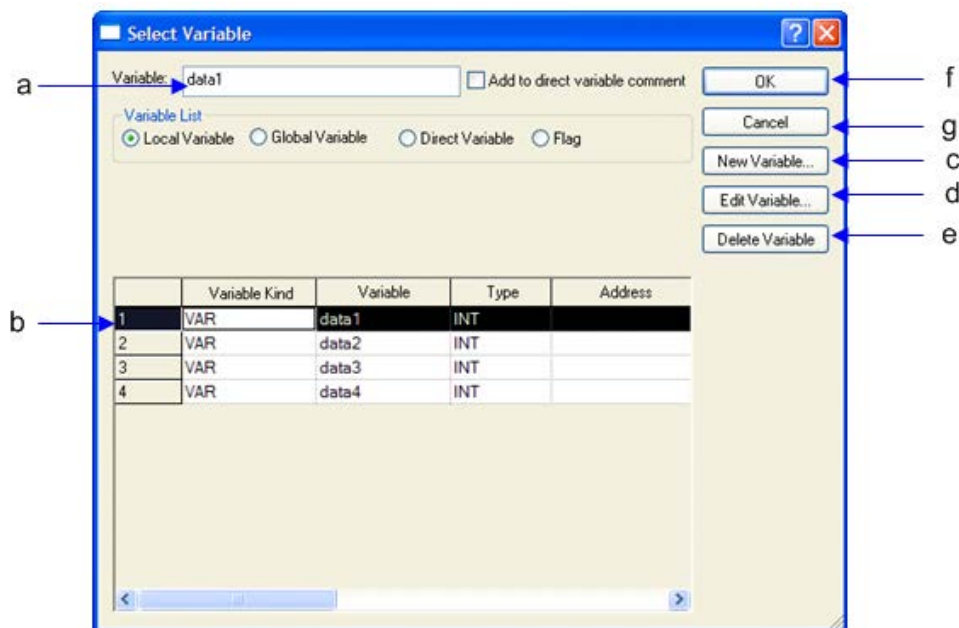 Select Variable
a
Variable: data1 Add to direct variable comment OK f
Variable List
Local Variable Global Variable Direct Variable Flag
Cancel g
New Variable... c
Edit Variable... d
Delete Variable e
Variable Kind Variable Type Address
b
1 VAR data1 INT
2 VAR data2 INT
3 VAR data3 INT
4 VAR data4 INT